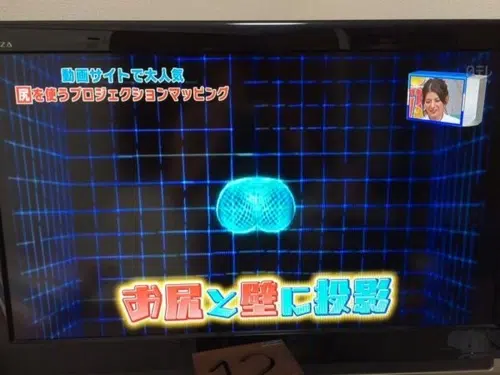 動画サイトで大人気
尻を使うプロジェクションマッピング
お尻と壁に投影